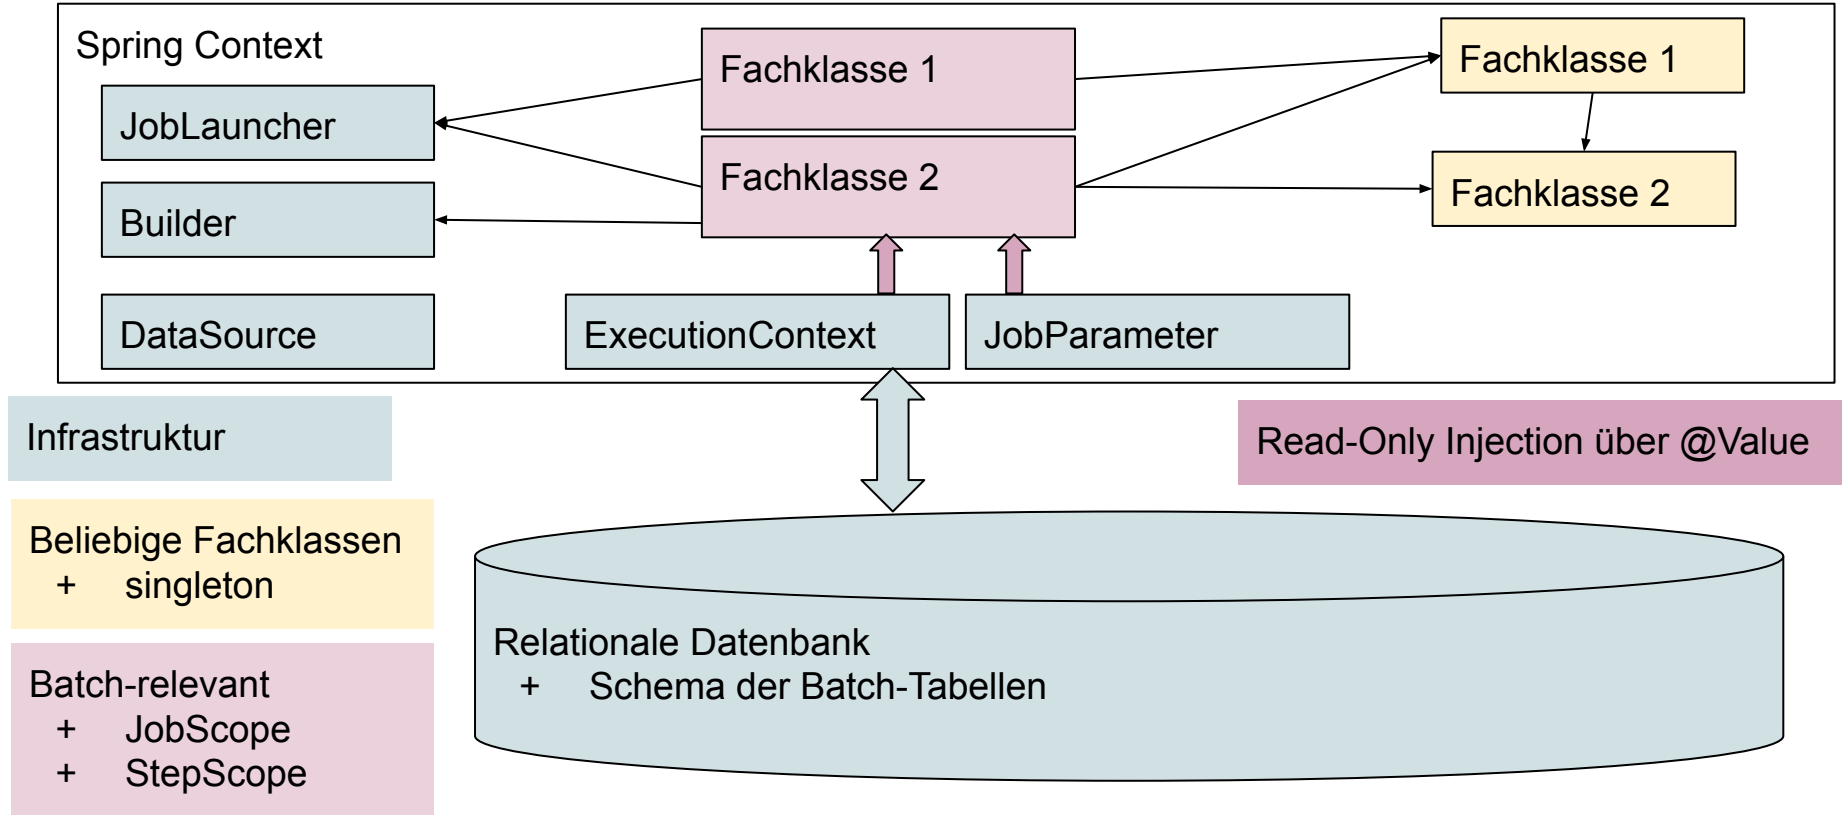 Spring Context
Fachklasse 1
Fachklasse 1
JobLauncher
Fachklasse 2
Fachklasse 2
Builder
DataSource
ExecutionContext
JobParameter
Infrastruktur
Read-Only Injection über @Value
Beliebige Fachklassen
+ singleton
Relationale Datenbank
+ Schema der Batch-Tabellen
Batch-relevant
+ JobScope
+ StepScope